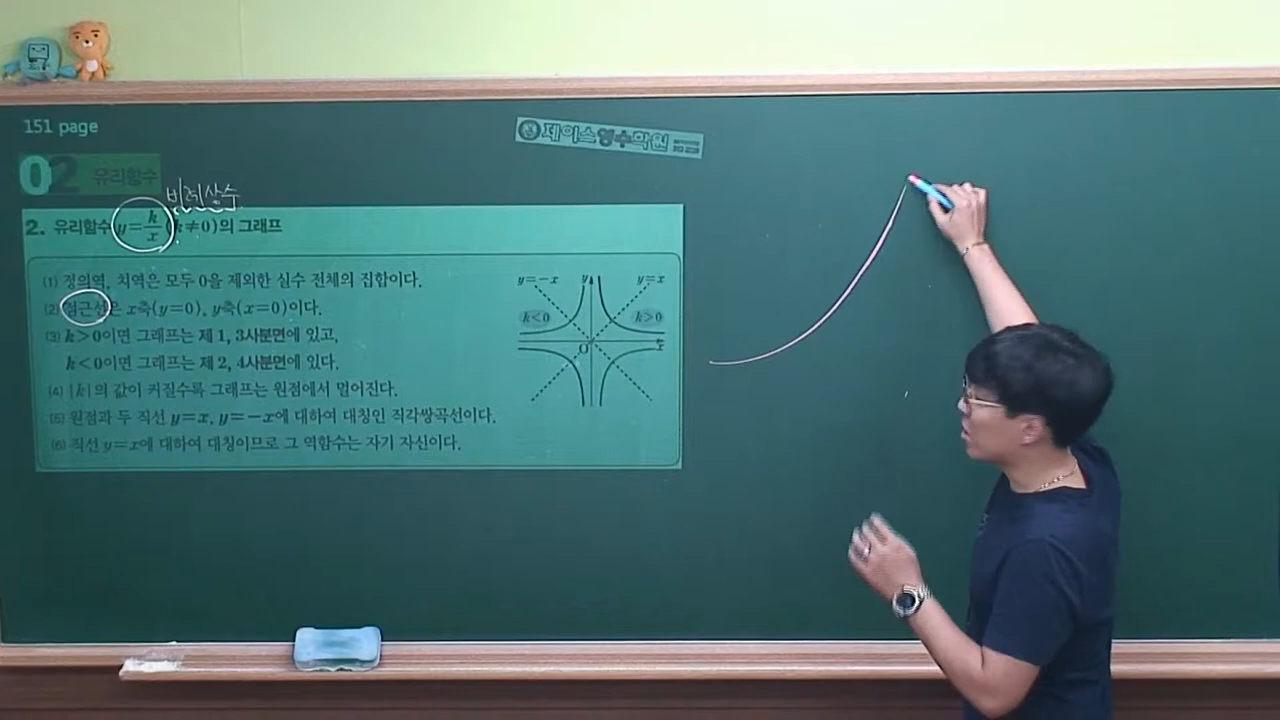 151 page
제이스영수학원
02 유리함수
비례상수
2. 유리함수 y=k/x (k≠0)의 그래프
(1) 정의역, 치역은 모두 0을 제외한 실수 전체의 집합이다.
(2) 점근선은 x축(y=0), y축(x=0)이다.
(3) k>0이면 그래프는 제 1, 3사분면에 있고,
k<0이면 그래프는 제 2, 4사분면에 있다.
(4) |k|의 값이 커질수록 그래프는 원점에서 멀어진다.
(5) 원점과 두 직선 y=x, y=-x에 대하여 대칭인 직각쌍곡선이다.
(6) 직선 y=x에 대하여 대칭이므로 그 역함수는 자기 자신이다.
y=-x y y=x
k<0 k>0
O x